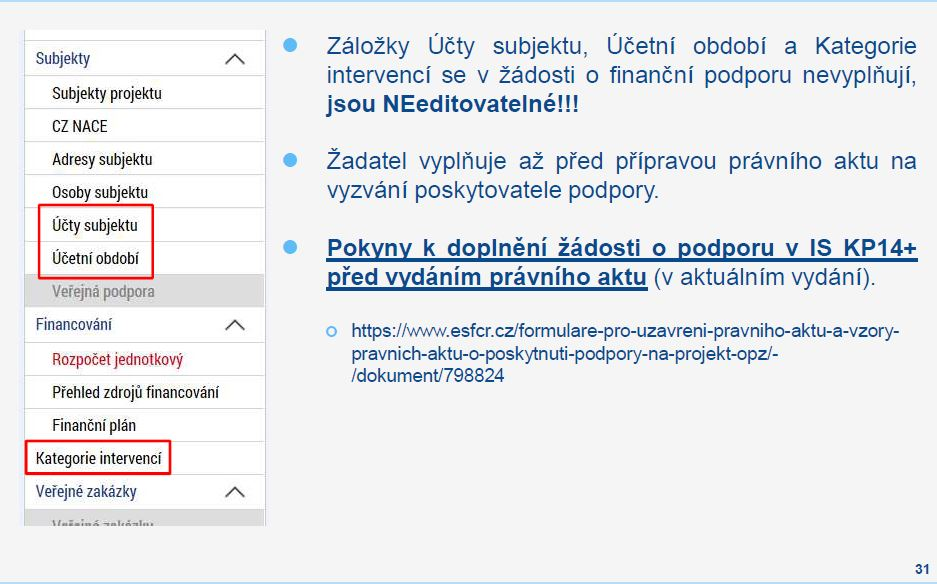 Subjekty
Subjekty projektu
CZ NACE
Adresy subjektu
Osoby subjektu
Účty subjektu
Účetní období
Veřejná podpora
Financování
Rozpočet jednotkový
Přehled zdrojů financování
Finanční plán
Kategorie intervencí
Veřejné zakázky
Veřejné zakázky
Záložky Účty subjektu, Účetní období a Kategorie
intervencí se v žádosti o finanční podporu nevyplňují,
jsou NEeditovatelné!!!
Žadatel vyplňuje až před přípravou právního aktu na
vyzvání poskytovatele podpory.
Pokyny k doplnění žádosti o podporu v IS KP14+
před vydáním právního aktu (v aktuálním vydání).
https://www.esfcr.cz/formulare-pro-uzavreni-pravniho-aktu-a-vzory-
pravnich-aktu-o-poskytnuti-podpory-na-projekt-opz/-
/dokument/798824
31